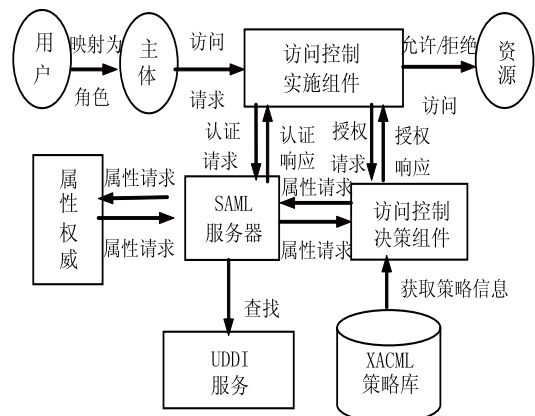 用户
映射为
角色
主体
访问
请求
访问控制
实施组件
允许/拒绝
访问
资源
认证
请求
认证
响应
授权
请求
授权
响应
属性权威
属性请求
属性请求
SAML
服务器
属性请求
属性请求
访问控制
决策组件
查找
获取策略信息
UDDI
服务
XACML
策略库